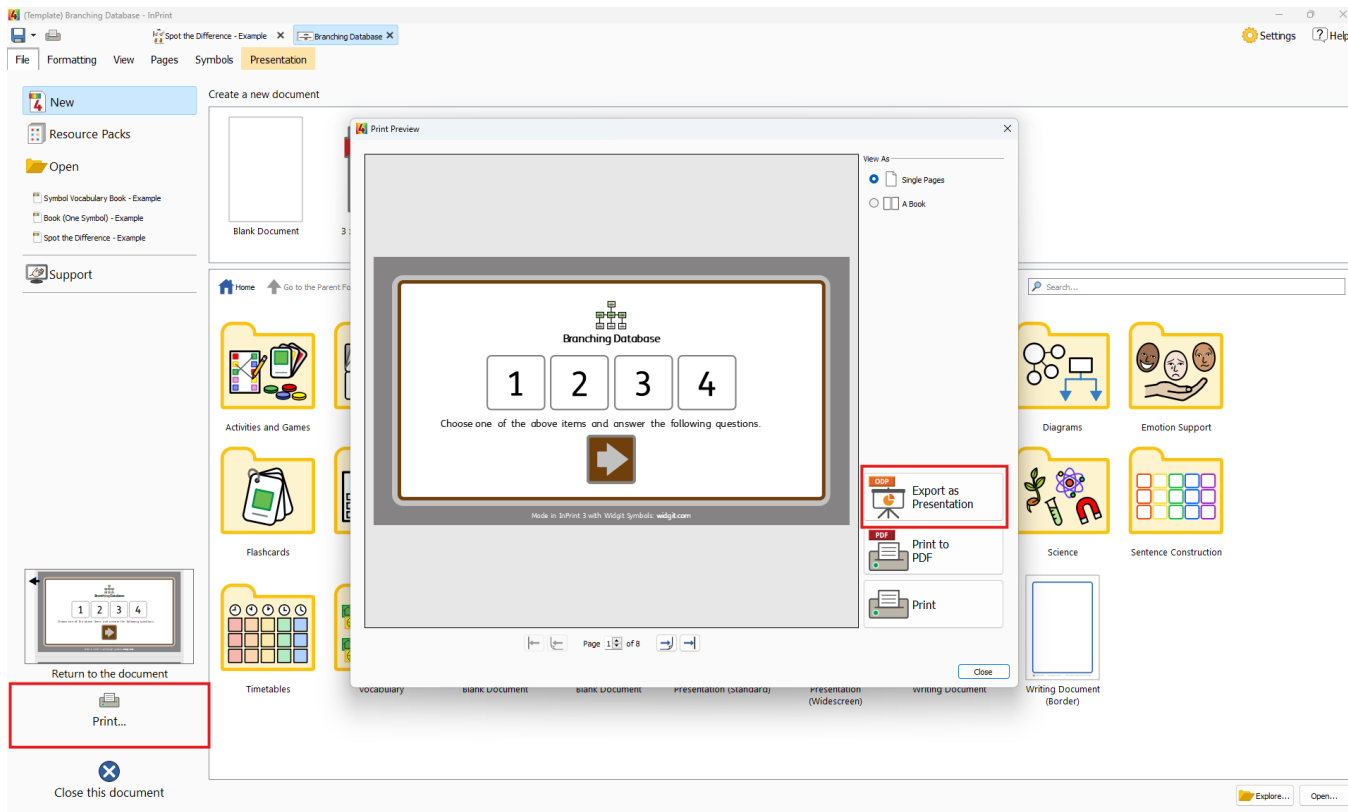 (Template) Branching Database - InPrint
Spot the Difference - Example
Branching Database
Settings
Help
File
Formatting
View
Pages
Symbols
Presentation
New
Resource Packs
Open
Symbol Vocabulary Book - Example
Book (One Symbol) - Example
Spot the Difference - Example
Support
Return to the document
Print...
Close this document
Create a new document
Blank Document
3
Home
Go to the Parent Fo
Search...
Activities and Games
Diagrams
Emotion Support
Flashcards
Science
Sentence Construction
Timetables
Vocabulary
Blank Document
Blank Document
Presentation (Standard)
Presentation
(Widescreen)
Writing Document
Writing Document
(Border)
Explore...
Open...
Print Preview
Branching Database
1 2 3 4
Choose one of the above items and answer the following questions.
Made in InPrint 3 with Widgit Symbols: widgit.com
Page 1 of 8
View As
Single Pages
A Book
ODP
Export as
Presentation
PDF
Print to
PDF
Print
Close